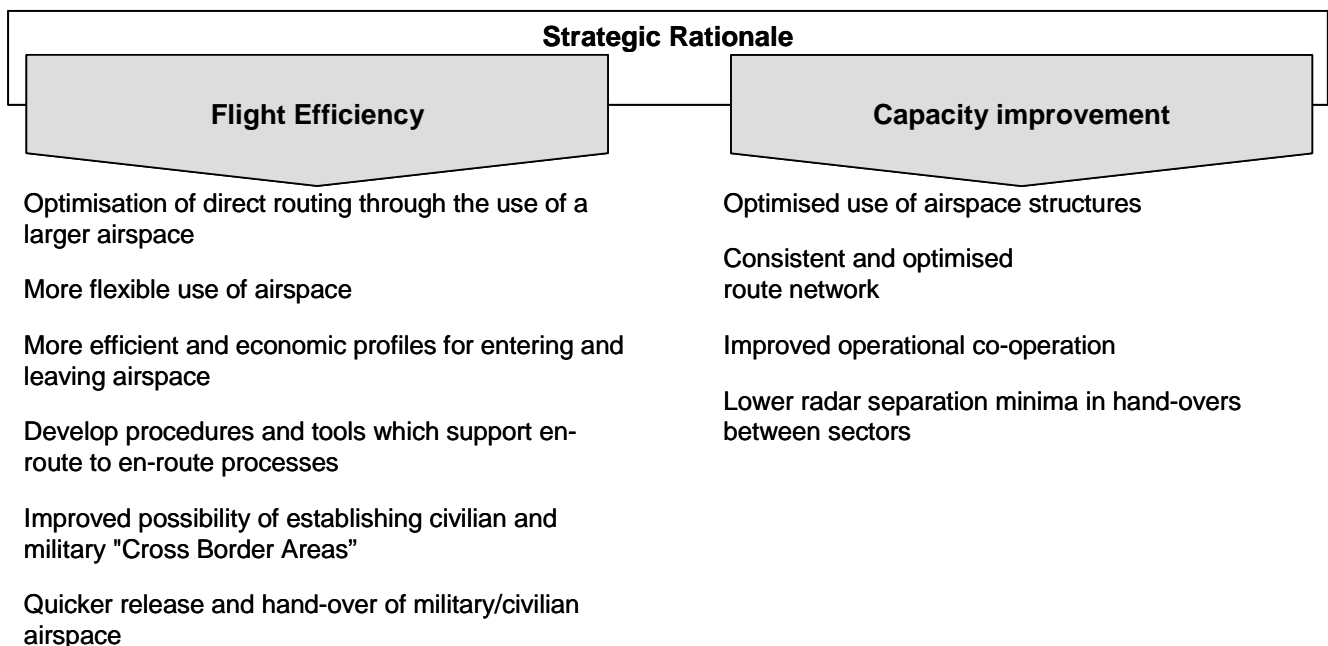 Strategic Rationale
Flight Efficiency
Optimisation of direct routing through the use of a
larger airspace
More flexible use of airspace
More efficient and economic profiles for entering and
leaving airspace
Develop procedures and tools which support en-
route to en-route processes
Improved possibility of establishing civilian and
military "Cross Border Areas”
Quicker release and hand-over of military/civilian
airspace
Capacity improvement
Optimised use of airspace structures
Consistent and optimised
route network
Improved operational co-operation
Lower radar separation minima in hand-overs
between sectors